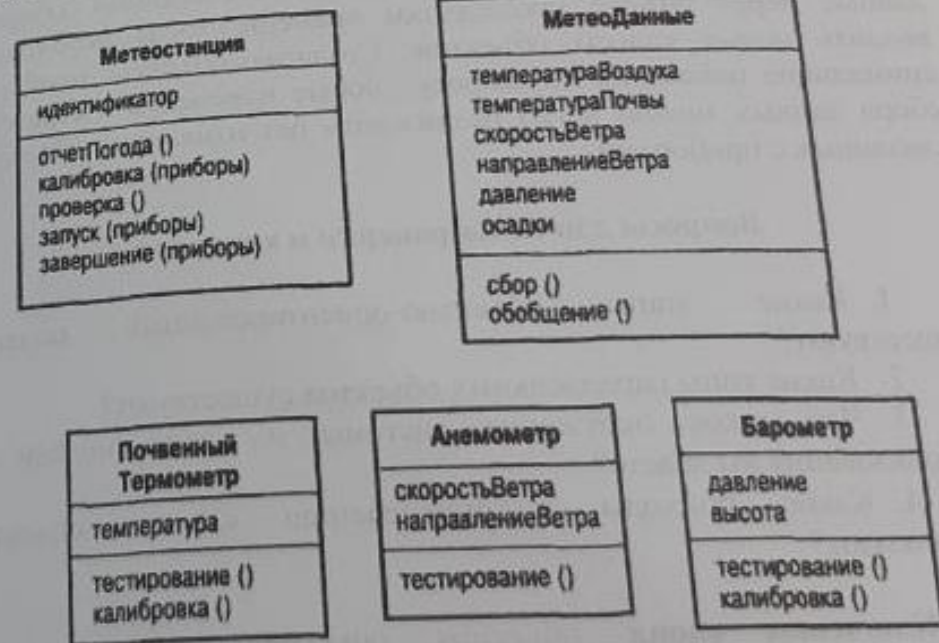 Метеостанция
идентификатор
отчетПогода ()
калибровка (приборы)
проверка ()
запуск (приборы)
завершение (приборы)
МетеоДанные
температураВоздуха
температураПочвы
скоростьВетра
направлениеВетра
давление
осадки
сбор ()
обобщение ()
Почвенный
Термометр
температура
тестирование ()
калибровка ()
Анемометр
скоростьВетра
направлениеВетра
тестирование ()
Барометр
давление
высота
тестирование ()
калибровка ()